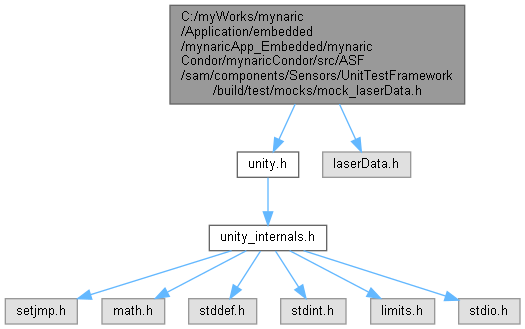 C:/myWorks/mynaric
/Application/embedded
/mynaricApp_Embedded/mynaric
Condor/mynaricCondor/src/ASF
/sam/components/Sensors/UnitTestFramework
/build/test/mocks/mock_laserData.h
unity.h
laserData.h
unity_internals.h
setjmp.h
math.h
stddef.h
stdint.h
limits.h
stdio.h